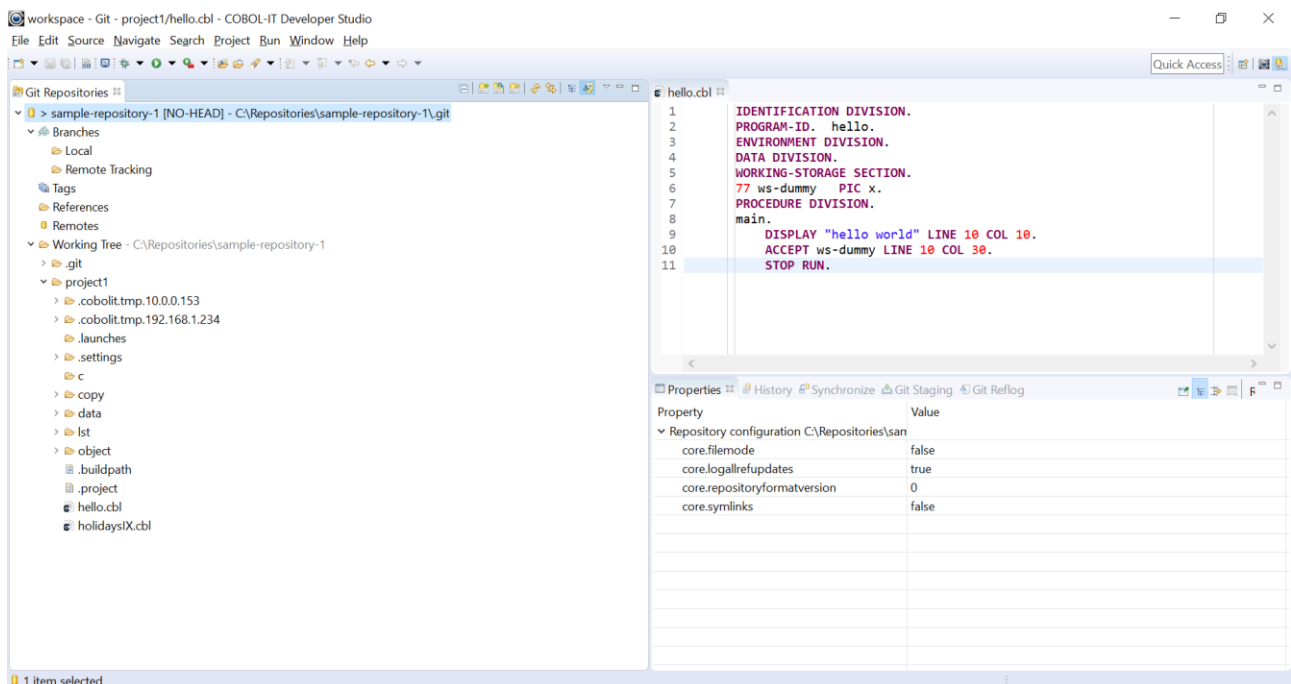 workspace - Git - project1/hello.cbl - COBOL-IT Developer Studio
File Edit Source Navigate Search Project Run Window Help
Quick Access
Git Repositories
> sample-repository-1 [NO-HEAD] - C:\Repositories\sample-repository-1\.git
Branches
Local
Remote Tracking
Tags
References
Remotes
Working Tree - C:\Repositories\sample-repository-1
.git
project1
.cobolit.tmp.10.0.0.153
.cobolit.tmp.192.168.1.234
.launches
.settings
c
copy
data
lst
object
.buildpath
.project
hello.cbl
holidaysIX.cbl
hello.cbl
1 IDENTIFICATION DIVISION.
2 PROGRAM-ID. hello.
3 ENVIRONMENT DIVISION.
4 DATA DIVISION.
5 WORKING-STORAGE SECTION.
6 77 ws-dummy PIC x.
7 PROCEDURE DIVISION.
8 main.
9 DISPLAY "hello world" LINE 10 COL 10.
10 ACCEPT ws-dummy LINE 10 COL 30.
11 STOP RUN.
Properties History Synchronize Git Staging Git Reflog
Property Value
Repository configuration C:\Repositories\sam
core.filemode false
core.logallrefupdates true
core.repositoryformatversion 0
core.symlinks false
1 item selected